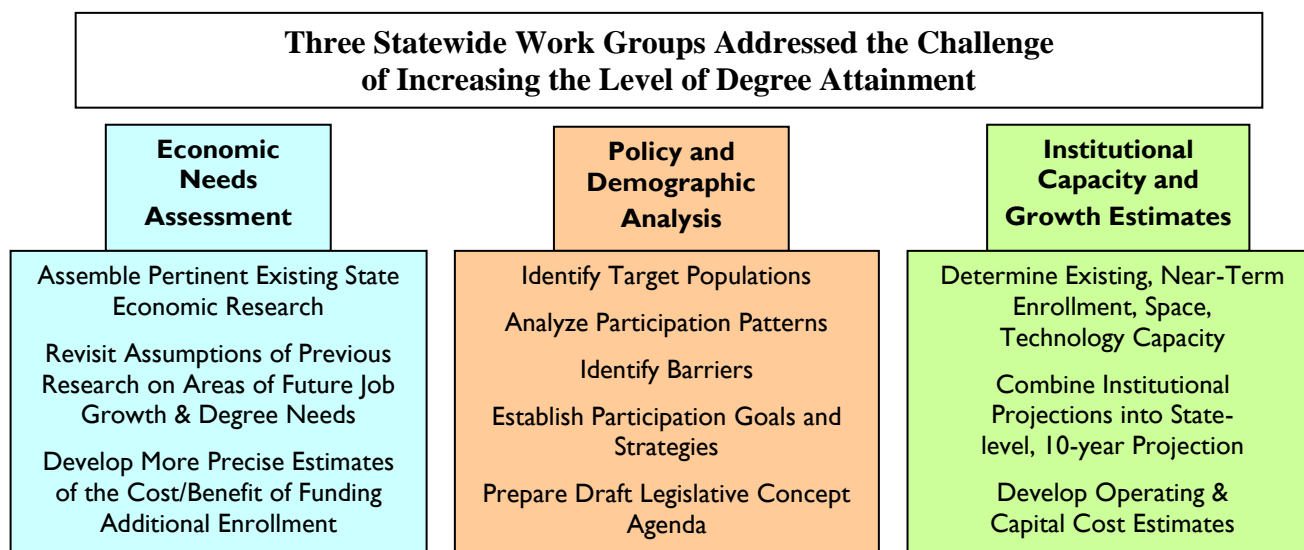 Three Statewide Work Groups Addressed the Challenge
of Increasing the Level of Degree Attainment
Economic
Needs
Assessment
Assemble Pertinent Existing State
Economic Research
Revisit Assumptions of Previous
Research on Areas of Future Job
Growth & Degree Needs
Develop More Precise Estimates
of the Cost/Benefit of Funding
Additional Enrollment
Policy and
Demographic
Analysis
Identify Target Populations
Analyze Participation Patterns
Identify Barriers
Establish Participation Goals and
Strategies
Prepare Draft Legislative Concept
Agenda
Institutional
Capacity and
Growth Estimates
Determine Existing, Near-Term
Enrollment, Space,
Technology Capacity
Combine Institutional
Projections into State-
level, 10-year Projection
Develop Operating &
Capital Cost Estimates